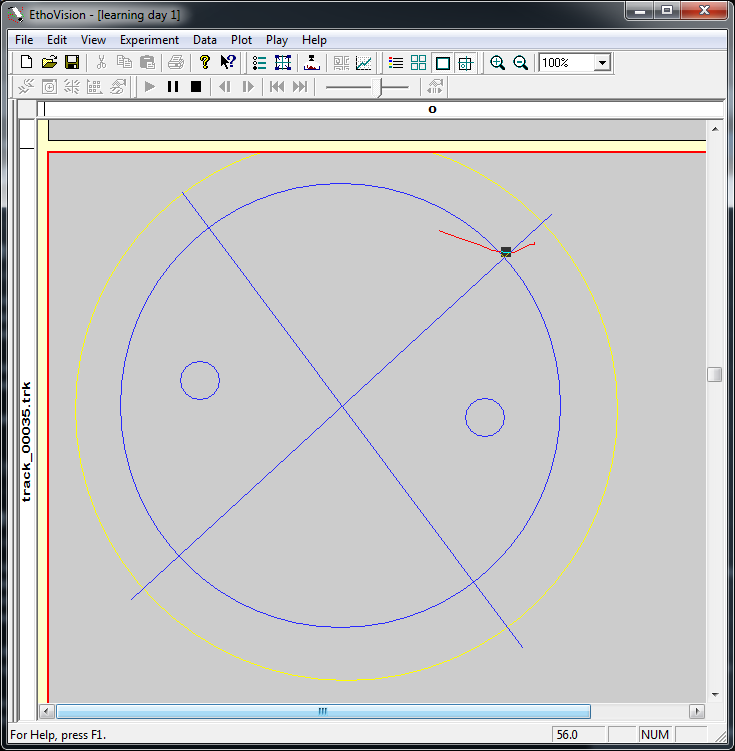 EthoVision - [learning day 1]
File Edit View Experiment Data Plot Play Help
100%
0
track_00035.trk
For Help, press F1.
56.0
NUM